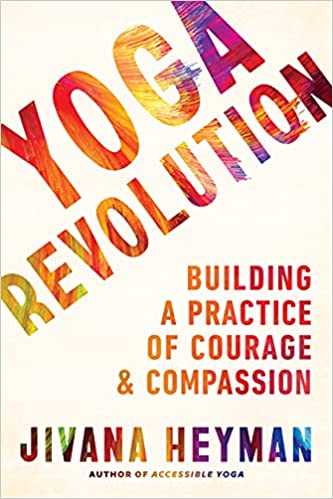 YOGA
REVOLUTION
BUILDING
A PRACTICE
OF COURAGE
& COMPASSION
JIVANA HEYMAN
AUTHOR OF ACCESSIBLE YOGA